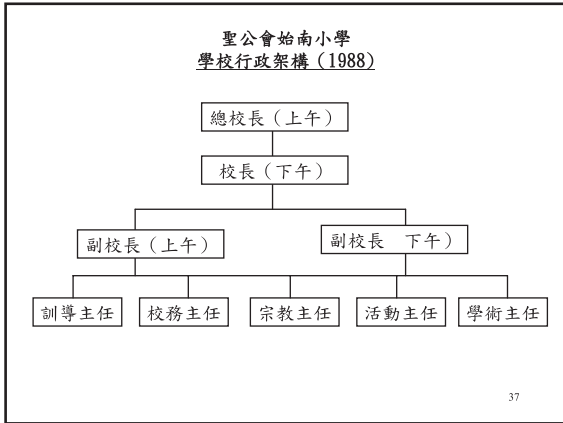 聖公會始南小學
學校行政架構（1988）
總校長（上午）
校長（下午）
副校長（上午）
副校長　下午）
訓導主任
校務主任
宗教主任
活動主任
學術主任
37